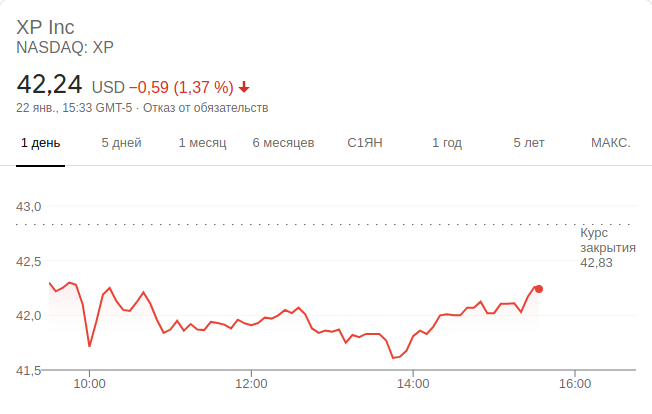 XP Inc
NASDAQ: XP
42,24 USD −0,59 (1,37 %)
22 янв., 15:33 GMT-5 · Отказ от обязательств
1 день 5 дней 1 месяц 6 месяцев С1ЯН 1 год 5 лет МАКС.
43,0
Курс
закрытия
42,83
42,5
42,0
41,5
10:00 12:00 14:00 16:00